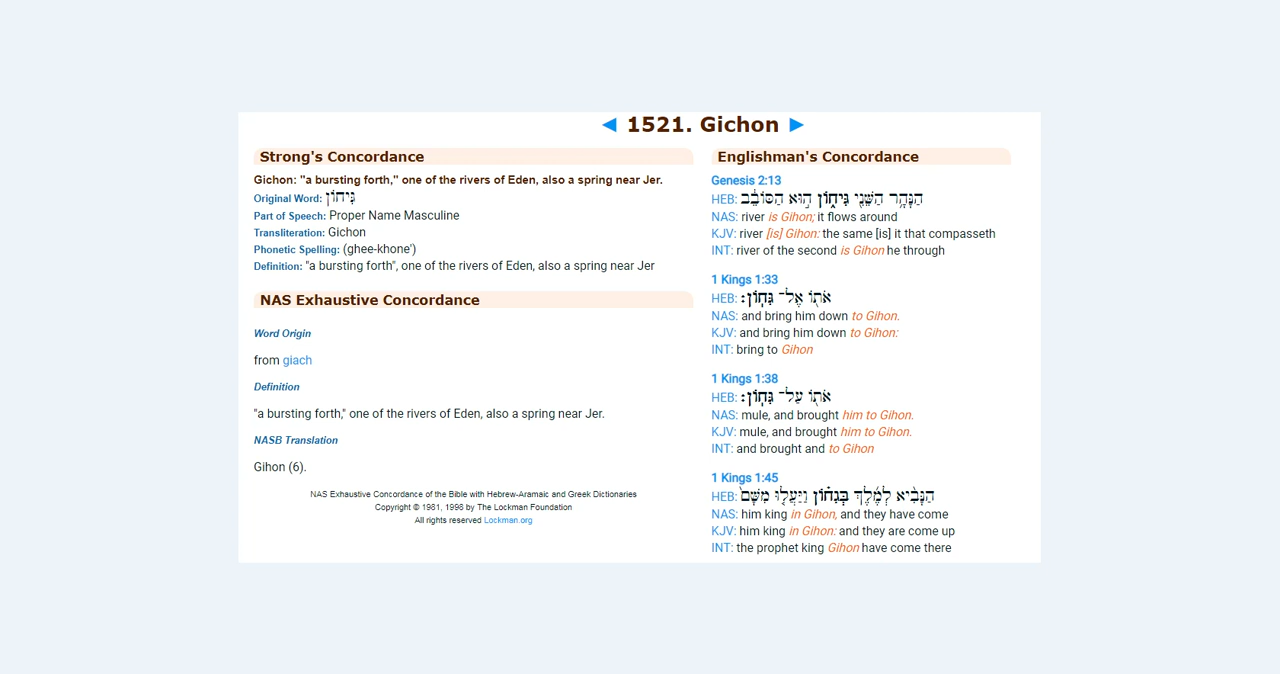 ◄ 1521. Gichon ►
Strong's Concordance
Gichon: "a bursting forth," one of the rivers of Eden, also a spring near Jer.
Original Word: גִּיחוֹן
Part of Speech: Proper Name Masculine
Transliteration: Gichon
Phonetic Spelling: (ghee-khone')
Definition: "a bursting forth", one of the rivers of Eden, also a spring near Jer
NAS Exhaustive Concordance
Word Origin
from giach
Definition
"a bursting forth," one of the rivers of Eden, also a spring near Jer.
NASB Translation
Gihon (6).
NAS Exhaustive Concordance of the Bible with Hebrew-Aramaic and Greek Dictionaries
Copyright © 1981, 1998 by The Lockman Foundation
All rights reserved Lockman.org
Englishman's Concordance
Genesis 2:13
HEB: הַנָּהָ֥ר הַשֵּׁנִ֖י גִּיח֑וֹן ה֣וּא הַסּוֹבֵ֔ב
NAS: river is Gihon; it flows around
KJV: river [is] Gihon: the same [is] it that compasseth
INT: river of the second is Gihon he through
1 Kings 1:33
HEB: אֹת֖וֹ אֶל־ גִּחֽוֹן׃
NAS: and bring him down to Gihon.
KJV: and bring him down to Gihon:
INT: bring to Gihon
1 Kings 1:38
HEB: אֹת֖וֹ עַל־ גִּחֽוֹן׃
NAS: mule, and brought him to Gihon.
KJV: mule, and brought him to Gihon.
INT: and brought and to Gihon
1 Kings 1:45
HEB: הַנָּבִ֨יא לְמֶ֜לֶךְ בְּגִח֗וֹן וַיַּעֲל֤וּ מִשָּׁם֙
NAS: him king in Gihon, and they have come
KJV: him king in Gihon: and they are come up
INT: the prophet king Gihon have come there